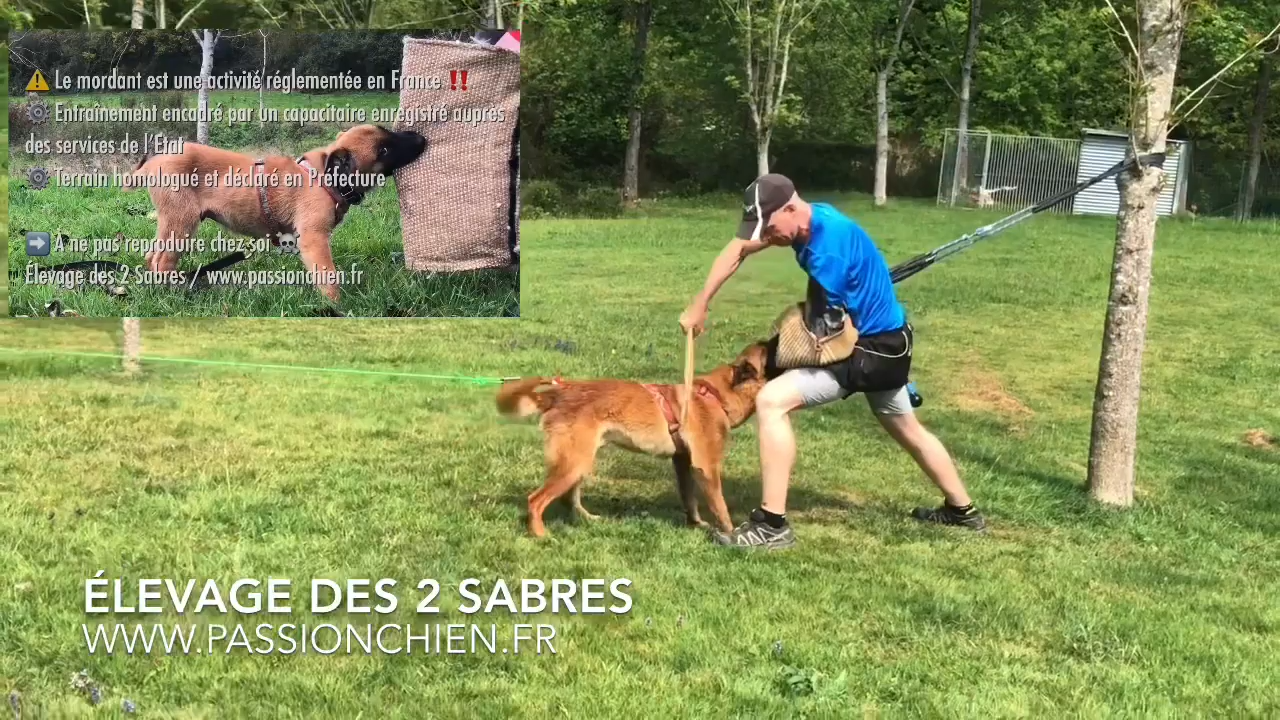 ⚠️ Le mordant est une activité réglementée en France ‼️
⚙️ Entraînement encadré par un capacitaire enregistré auprès
des services de l'Etat
⚙️ Terrain homologué et déclaré en Préfecture
➡️ À ne pas reproduire chez soi ☠️
Elevage des 2 Sabres / www.passionchien.fr
ÉLEVAGE DES 2 SABRES
WWW.PASSIONCHIEN.FR